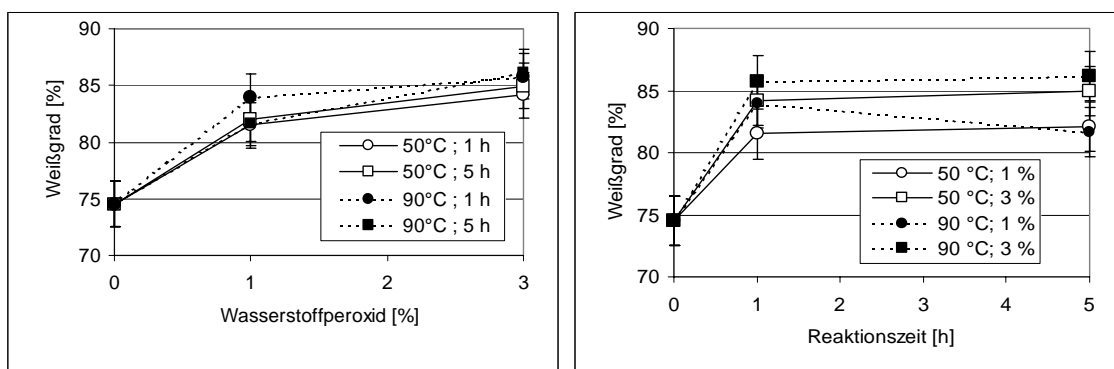 90
85
80
75
70
Weißgrad [%]
50°C ; 1 h
50°C ; 5 h
90°C ; 1 h
90°C ; 5 h
0
1
2
3
Wasserstoffperoxid [%]
90
85
80
75
70
Weißgrad [%]
50 °C; 1 %
50 °C; 3 %
90 °C; 1 %
90 °C; 3 %
0
1
2
3
4
5
Reaktionszeit [h]